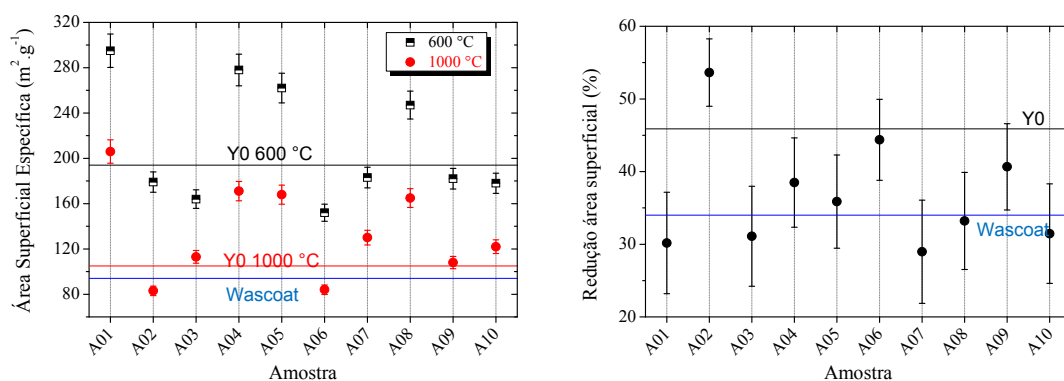 Área Superficial Específica (m².g⁻¹)
320
280
240
200
160
120
80
600 °C
1000 °C
Y0 600 °C
Y0 1000 °C
Wascoat
A01 A02 A03 A04 A05 A06 A07 A08 A09 A10
Amostra
Redução área superficial (%)
60
50
40
30
20
Y0
Wascoat
A01 A02 A03 A04 A05 A06 A07 A08 A09 A10
Amostra